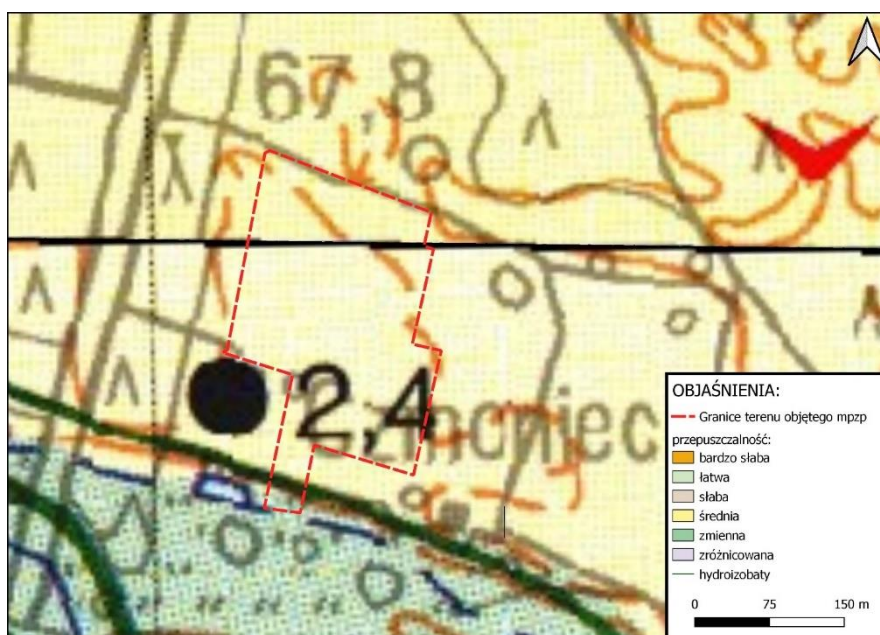 67,8
2,4
OBJAŚNIENIA:
Granice terenu objętego mpzp
przepuszczalność:
bardzo słaba
łatwa
słaba
średnia
zmienna
zróżnicowana
hydroizobaty
0 75 150 m